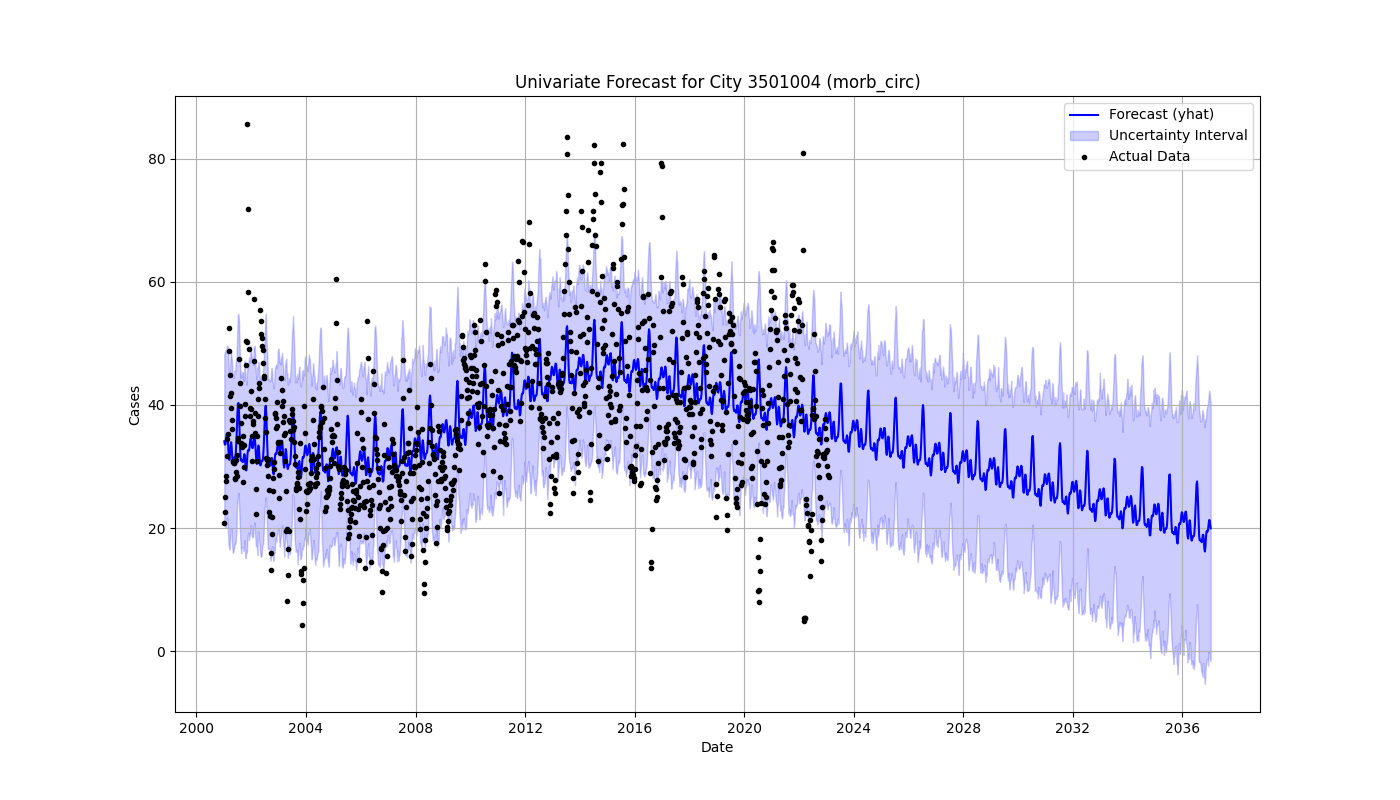 Univariate Forecast for City 3501004 (morb_circ)
Forecast (yhat)
Uncertainty Interval
Actual Data
Cases
80
60
40
20
0
2000 2004 2008 2012 2016 2020 2024 2028 2032 2036
Date